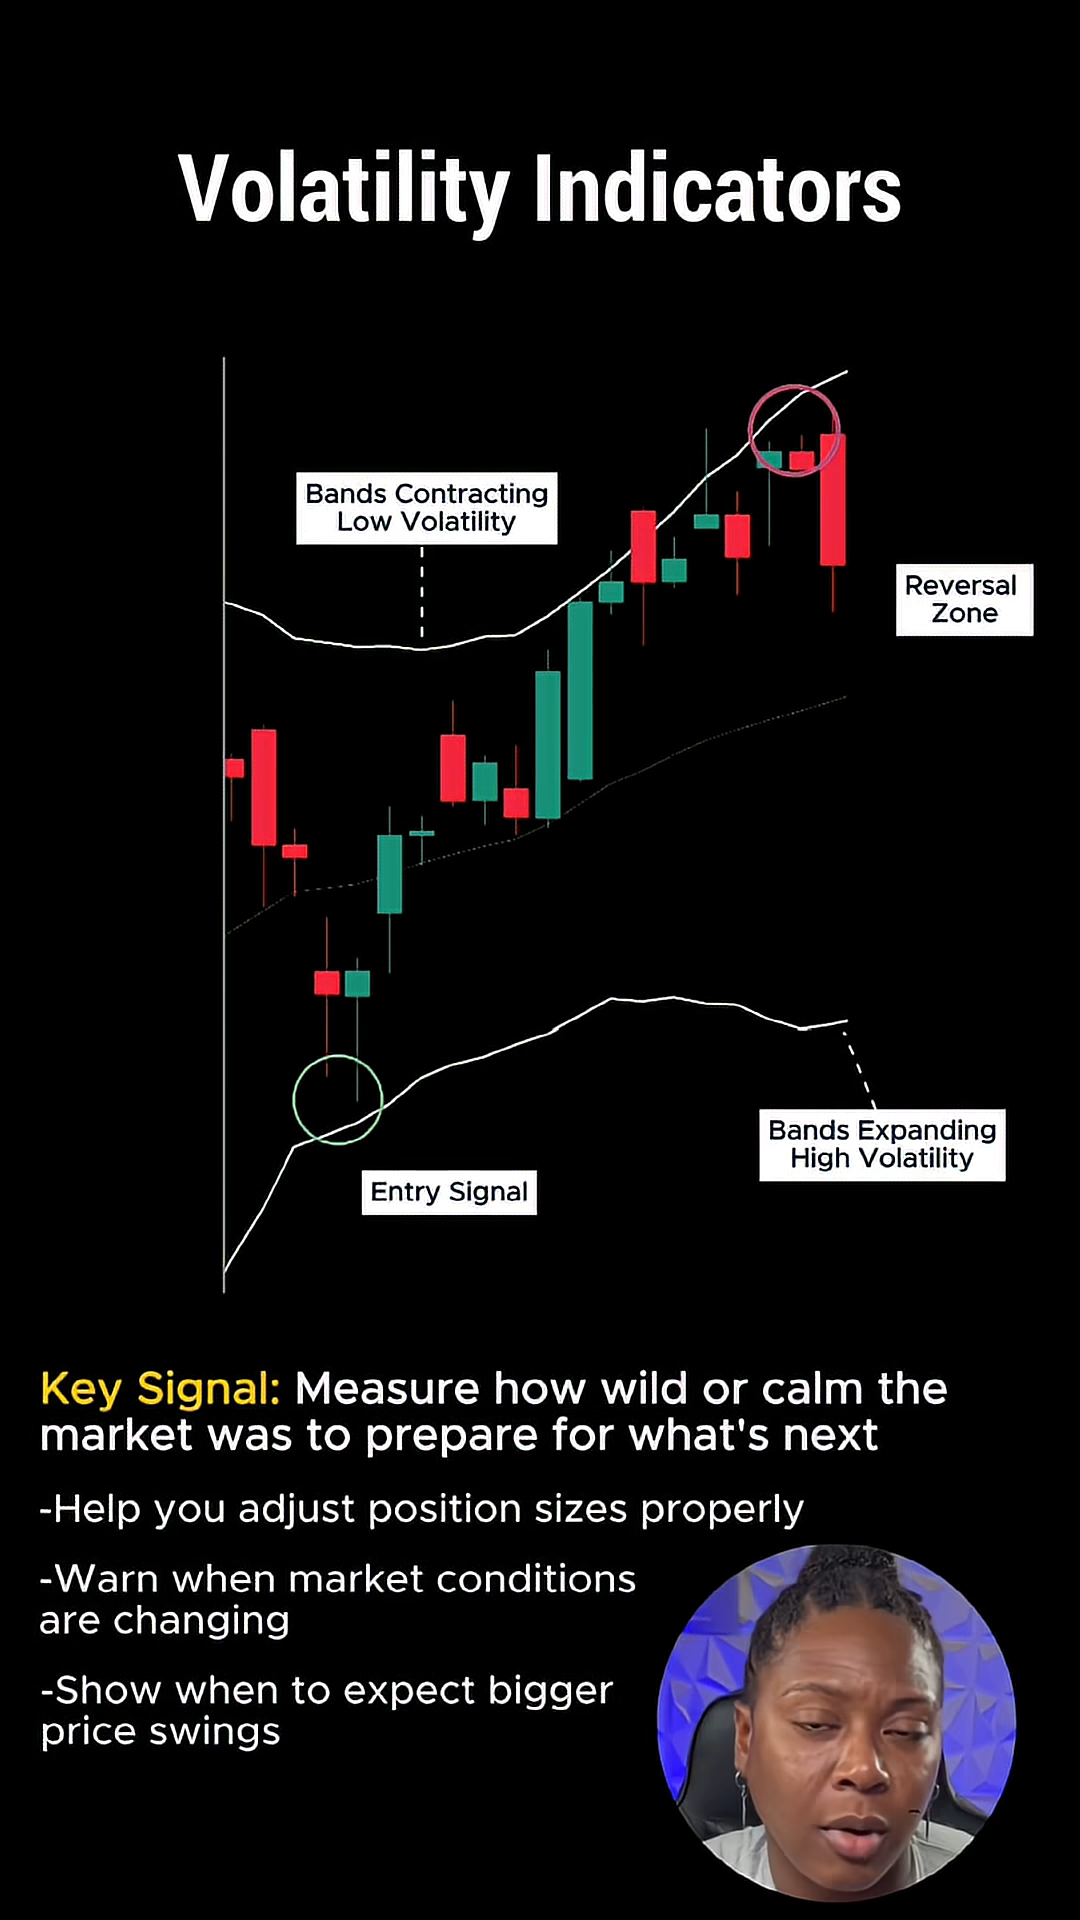 Volatility Indicators
Bands Contracting
Low Volatility
Reversal
Zone
Bands Expanding
High Volatility
Entry Signal
Key Signal: Measure how wild or calm the
market was to prepare for what's next
-Help you adjust position sizes properly
-Warn when market conditions
are changing
-Show when to expect bigger
price swings